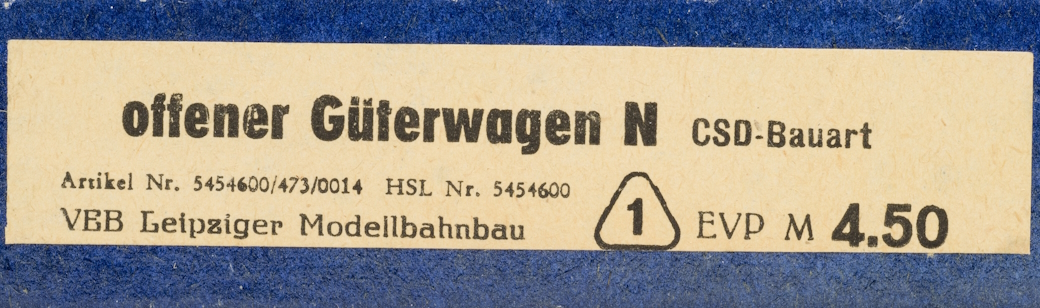 offener Güterwagen N CSD-Bauart
Artikel Nr. 5454600/473/0014 HSL Nr. 5454600
VEB Leipziger Modellbahnbau 1 EVP M 4.50